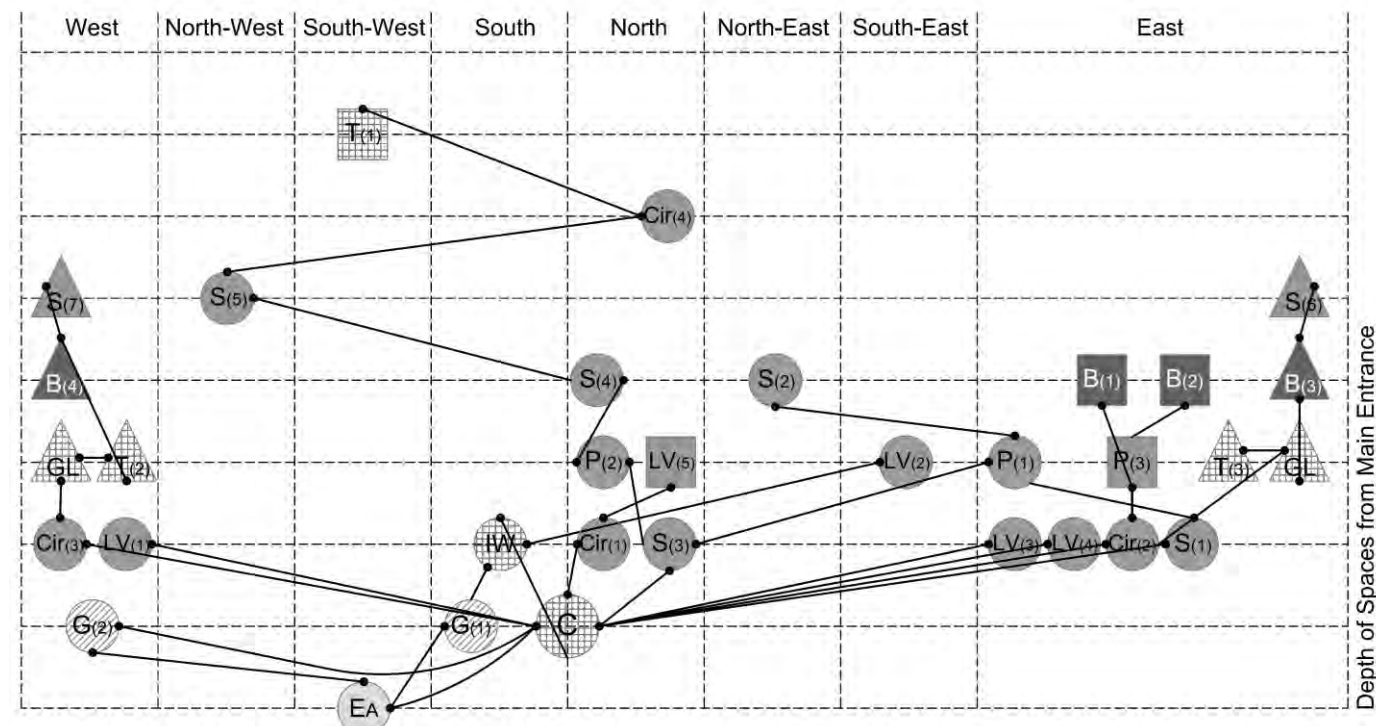 West North-West South-West South North North-East South-East East
T(1)
Cir(4)
S(7) S(5) S(6)
B(4) S(4) S(2) B(1) B(2) B(3)
GL T(2) P(2) LV(5) LV(2) P(1) P(3) T(3) GL
Cir(3) LV(1) IW Cir(1) S(3) LV(3) LV(4) Cir(2) S(1)
G(2) G(1) C
EA
Depth of Spaces from Main Entrance